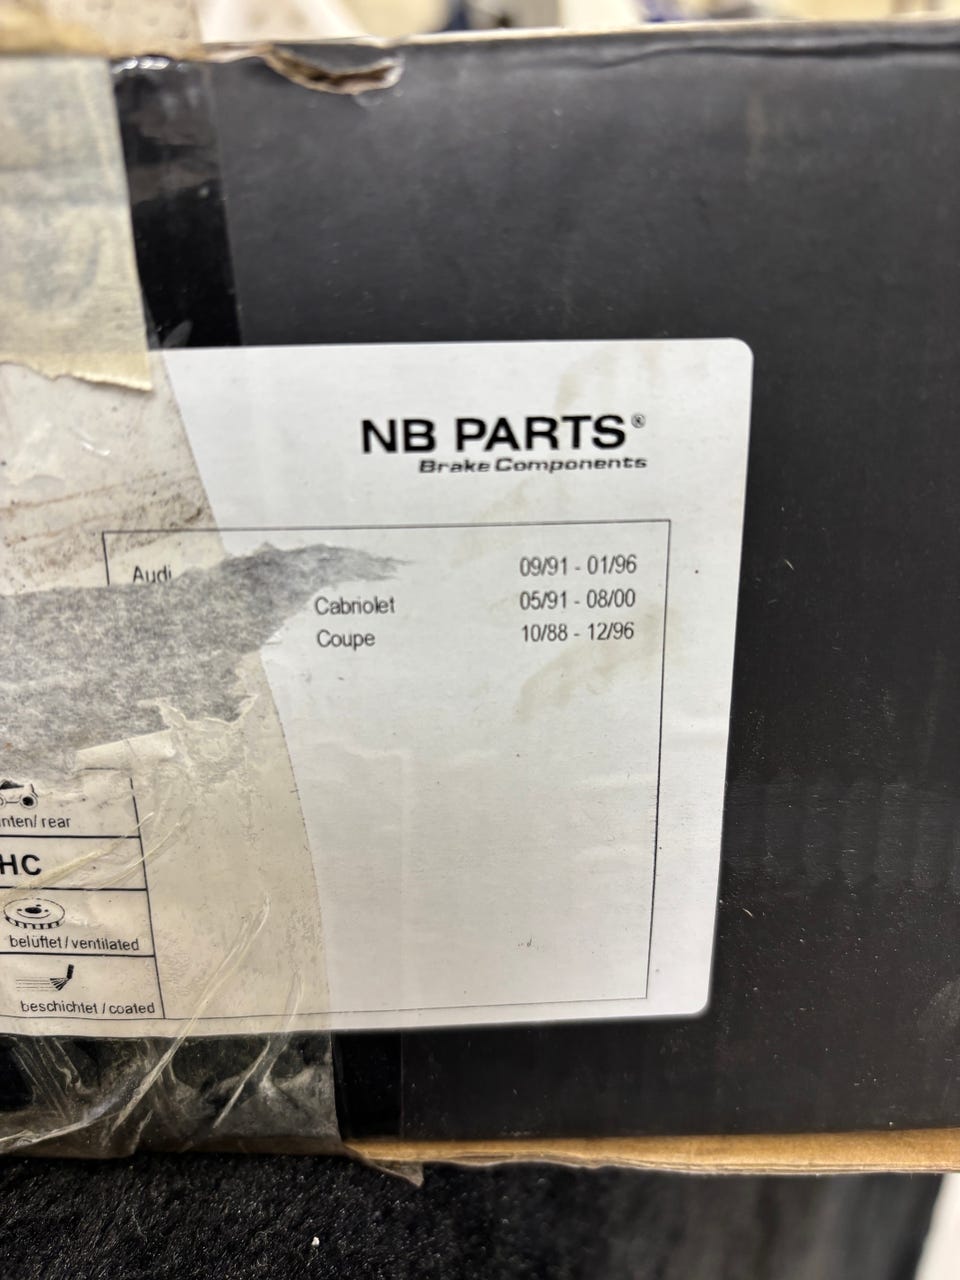 NB PARTS®
Brake Components
Audi
09/91 - 01/96
Cabriolet 05/91 - 08/00
Coupe 10/88 - 12/96
nten/ rear
HC
belüftet / ventilated
beschichtet / coated